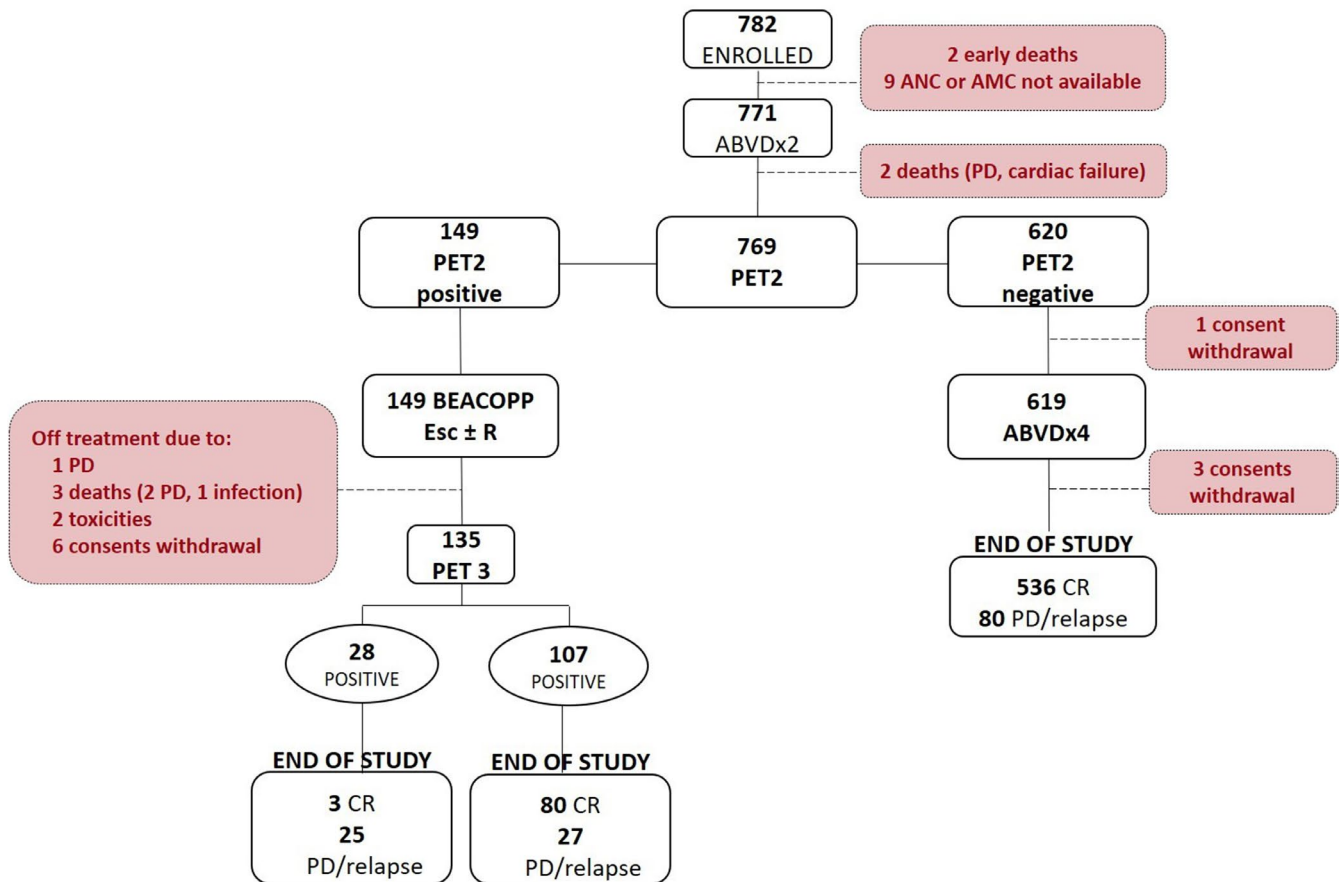 782
ENROLLED
2 early deaths
9 ANC or AMC not available
771
ABVDx2
2 deaths (PD, cardiac failure)
149
PET2
positive
769
PET2
620
PET2
negative
1 consent
withdrawal
149 BEACOPP
Esc ± R
619
ABVDx4
Off treatment due to:
1 PD
3 deaths (2 PD, 1 infection)
2 toxicities
6 consents withdrawal
3 consents
withdrawal
135
PET 3
END OF STUDY
536 CR
80 PD/relapse
28
POSITIVE
107
POSITIVE
END OF STUDY
3 CR
25
PD/relapse
END OF STUDY
80 CR
27
PD/relapse